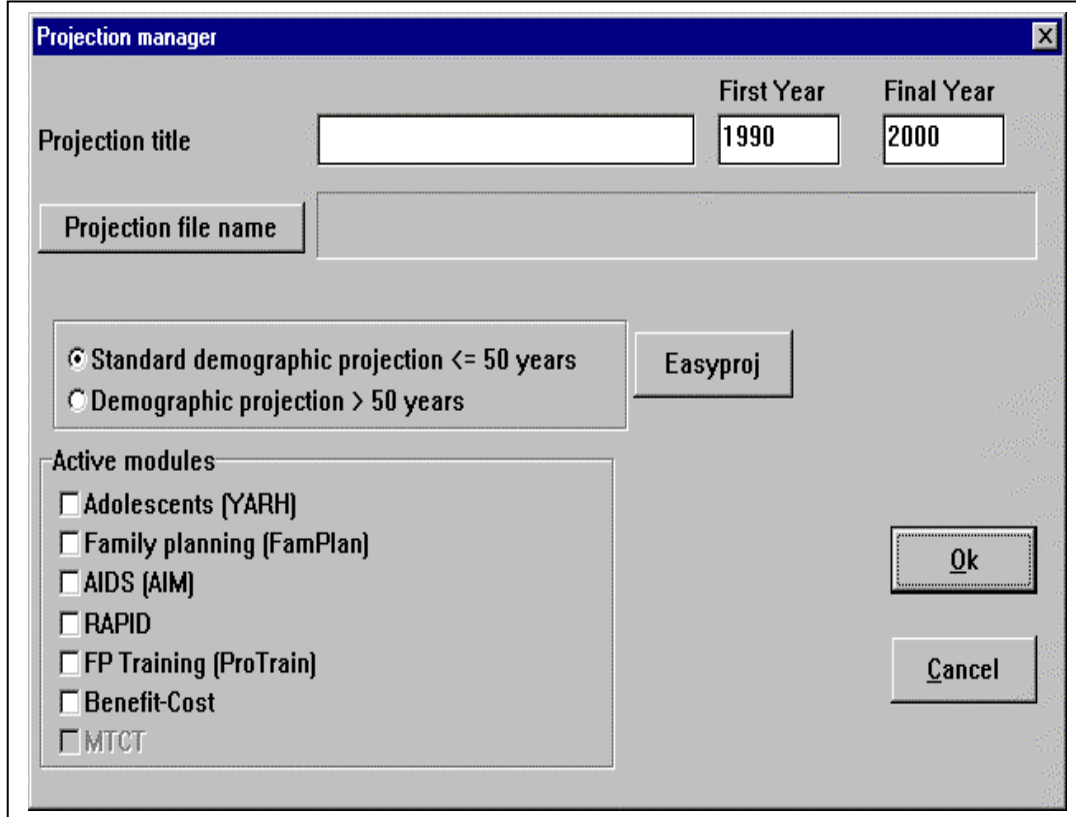 Projection manager
First Year Final Year
Projection title 1990 2000
Projection file name
Standard demographic projection <= 50 years
Easyproj
Demographic projection > 50 years
Active modules
Adolescents (YARH)
Family planning (FamPlan)
AIDS (AIM)
RAPID
FP Training (ProTrain)
Benefit-Cost
MTCT
Ok
Cancel